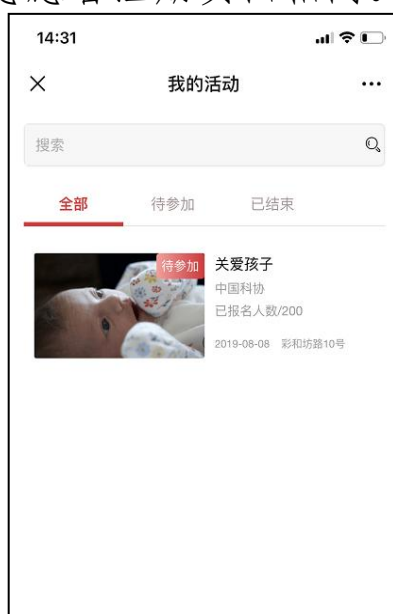 14:31
我的活动
搜索
全部 待参加 已结束
待参加
关爱孩子
中国科协
已报名人数/200
2019-08-08 彩和坊路10号